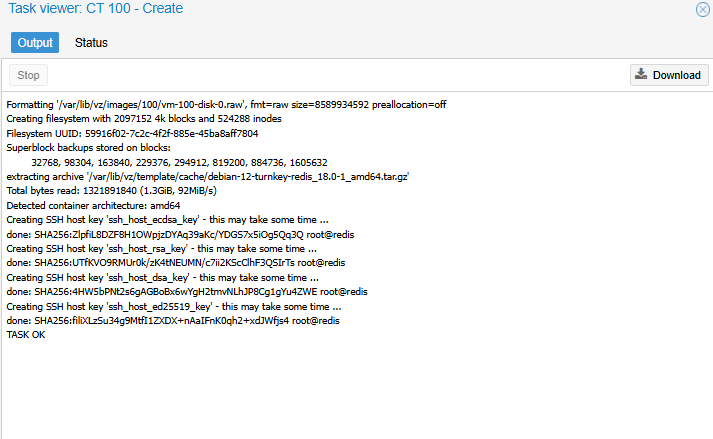 Task viewer: CT 100 - Create
Output Status
Stop Download
Formatting '/var/lib/vz/images/100/vm-100-disk-0.raw', fmt=raw size=8589934592 preallocation=off
Creating filesystem with 2097152 4k blocks and 524288 inodes
Filesystem UUID: 59916f02-7c2c-4f2f-885e-45ba8aff7804
Superblock backups stored on blocks:
32768, 98304, 163840, 229376, 294912, 819200, 884736, 1605632
extracting archive '/var/lib/vz/template/cache/debian-12-turnkey-redis_18.0-1_amd64.tar.gz'
Total bytes read: 1321891840 (1.3GiB, 92MiB/s)
Detected container architecture: amd64
Creating SSH host key 'ssh_host_ecdsa_key' - this may take some time ...
done: SHA256:ZlpfiL8DZF8H1OWpjzDYAq39aKc/YDGS7x5iOg5Qq3Q root@redis
Creating SSH host key 'ssh_host_rsa_key' - this may take some time ...
done: SHA256:UTfKVO9RMUr0k/zK4tNEUMN/c7ii2KScClhF3QSIrTs root@redis
Creating SSH host key 'ssh_host_dsa_key' - this may take some time ...
done: SHA256:4HW5bPNt2s6gAGBoBx6wYgH2tmvNLhJP8Cg1gYu4ZWE root@redis
Creating SSH host key 'ssh_host_ed25519_key' - this may take some time ...
done: SHA256:filiXLzSu34g9MtfI1ZXDX+nAaIFnK0qh2+xdJWfjs4 root@redis
TASK OK